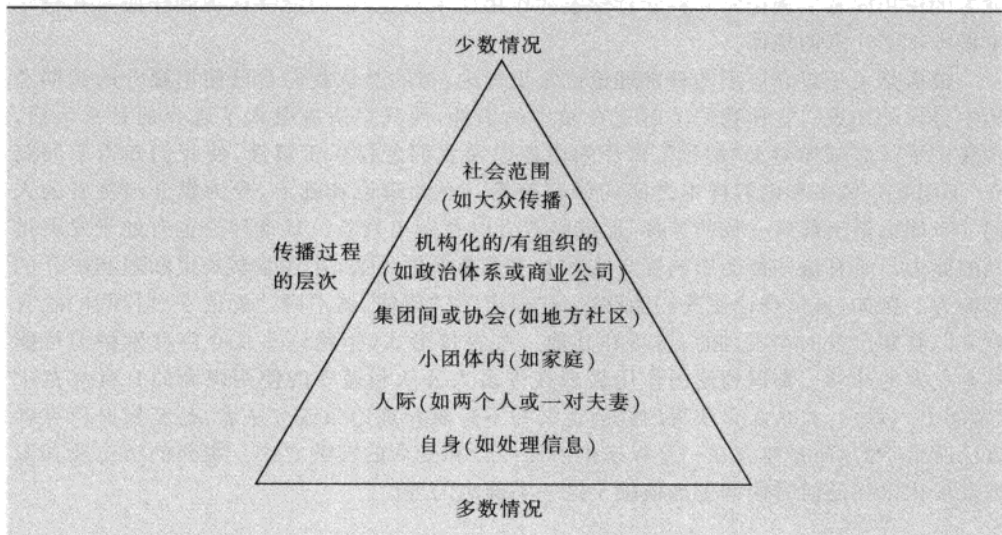 少数情况
社会范围
(如大众传播)
机构化的/有组织的
(如政治体系或商业公司)
传播过程
的层次
集团间或协会(如地方社区)
小团体内(如家庭)
人际(如两个人或一对夫妻)
自身(如处理信息)
多数情况